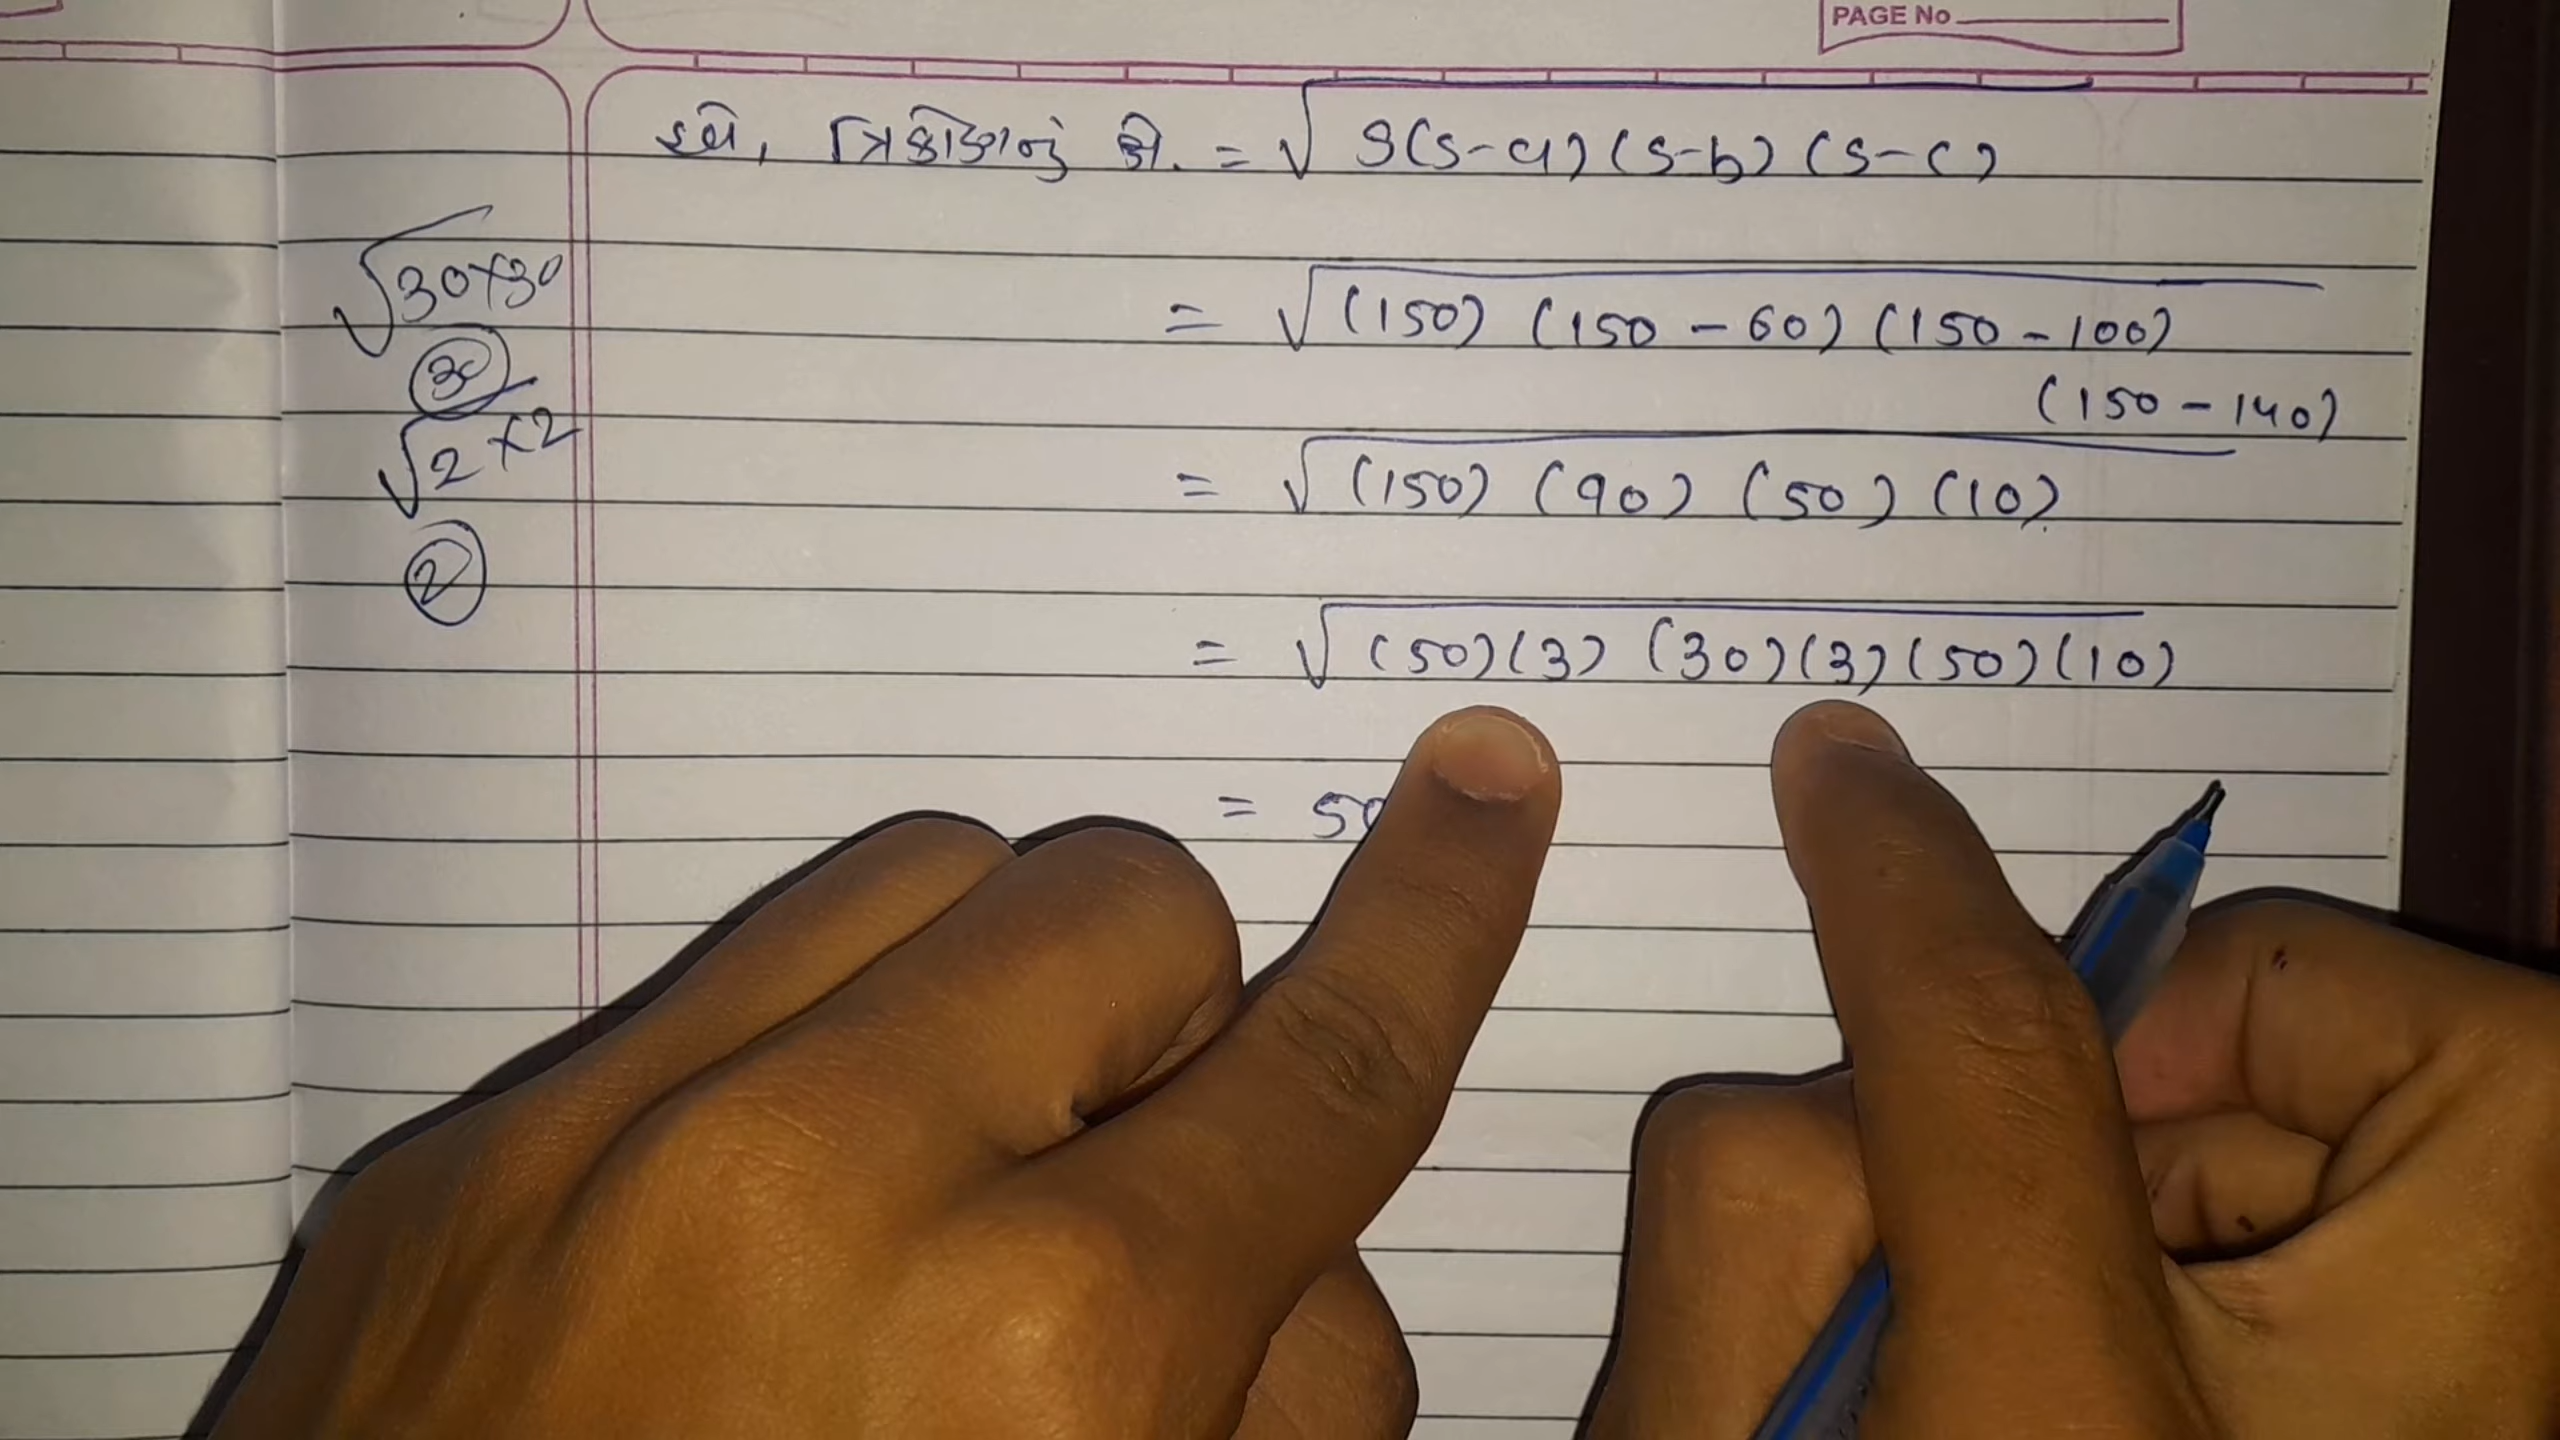 PAGE No
હવે, ત્રિકોણનું ક્ષે. = √s(s-a)(s-b)(s-c)
= √(150) (150 - 60) (150 - 100)
(150 - 140)
= √(150) (90) (50) (10)
= √(50)(3) (30)(3)(50)(10)
= 50
√30×30
30
√2×2
2